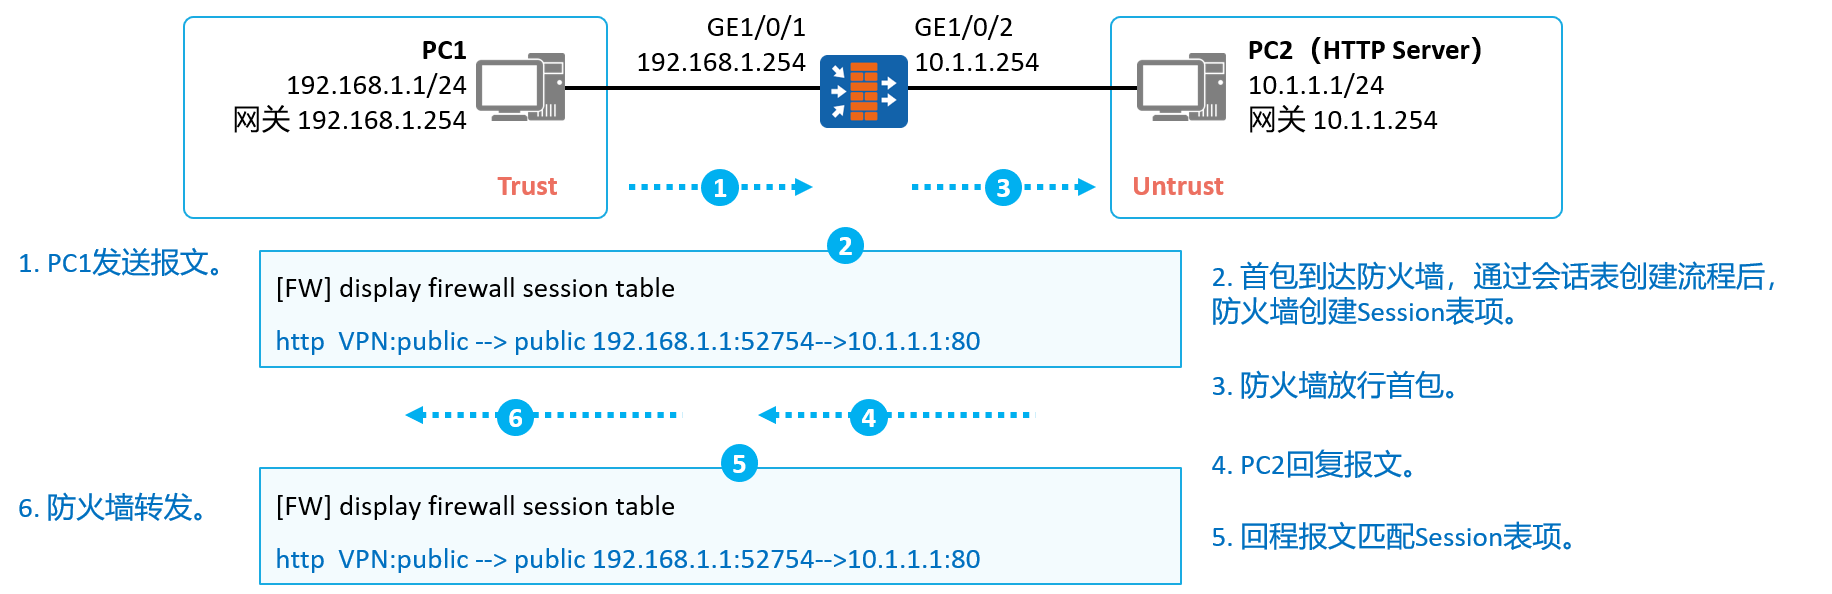 PC1
192.168.1.1/24
网关 192.168.1.254
Trust
GE1/0/1
192.168.1.254
GE1/0/2
10.1.1.254
PC2（HTTP Server）
10.1.1.1/24
网关 10.1.1.254
Untrust
1
3
2
1. PC1发送报文。
[FW] display firewall session table
http VPN:public --> public 192.168.1.1:52754-->10.1.1.1:80
2. 首包到达防火墙，通过会话表创建流程后，
防火墙创建Session表项。
3. 防火墙放行首包。
6
4
4. PC2回复报文。
5
6. 防火墙转发。
[FW] display firewall session table
http VPN:public --> public 192.168.1.1:52754-->10.1.1.1:80
5. 回程报文匹配Session表项。